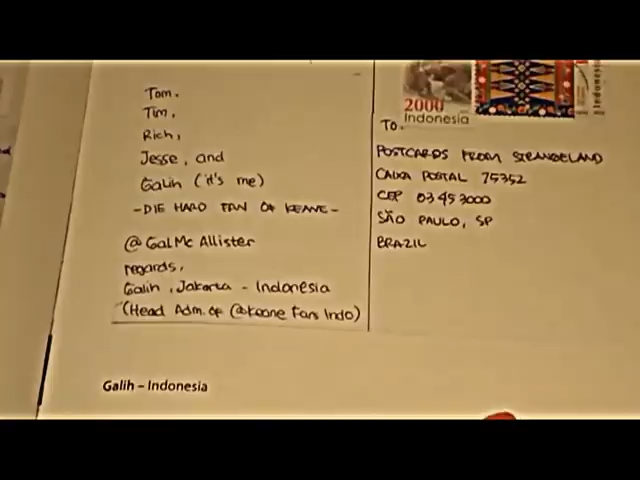 Tom.
Tim,
Rich,
Jesse, and
Galih (it's me)
-DIE HARD FAN OF KEANE-
@GalMcAllister
regards,
Galih, Jakarta - Indonesia
(Head Adm. of @Keane Fans Indo)
2000
Indonesia
Indonesia
To.
POSTCARDS FROM STRANGELAND
CAIXA POSTAL 75352
CEP 03453000
SÃO PAULO, SP
BRAZIL
Galih – Indonesia